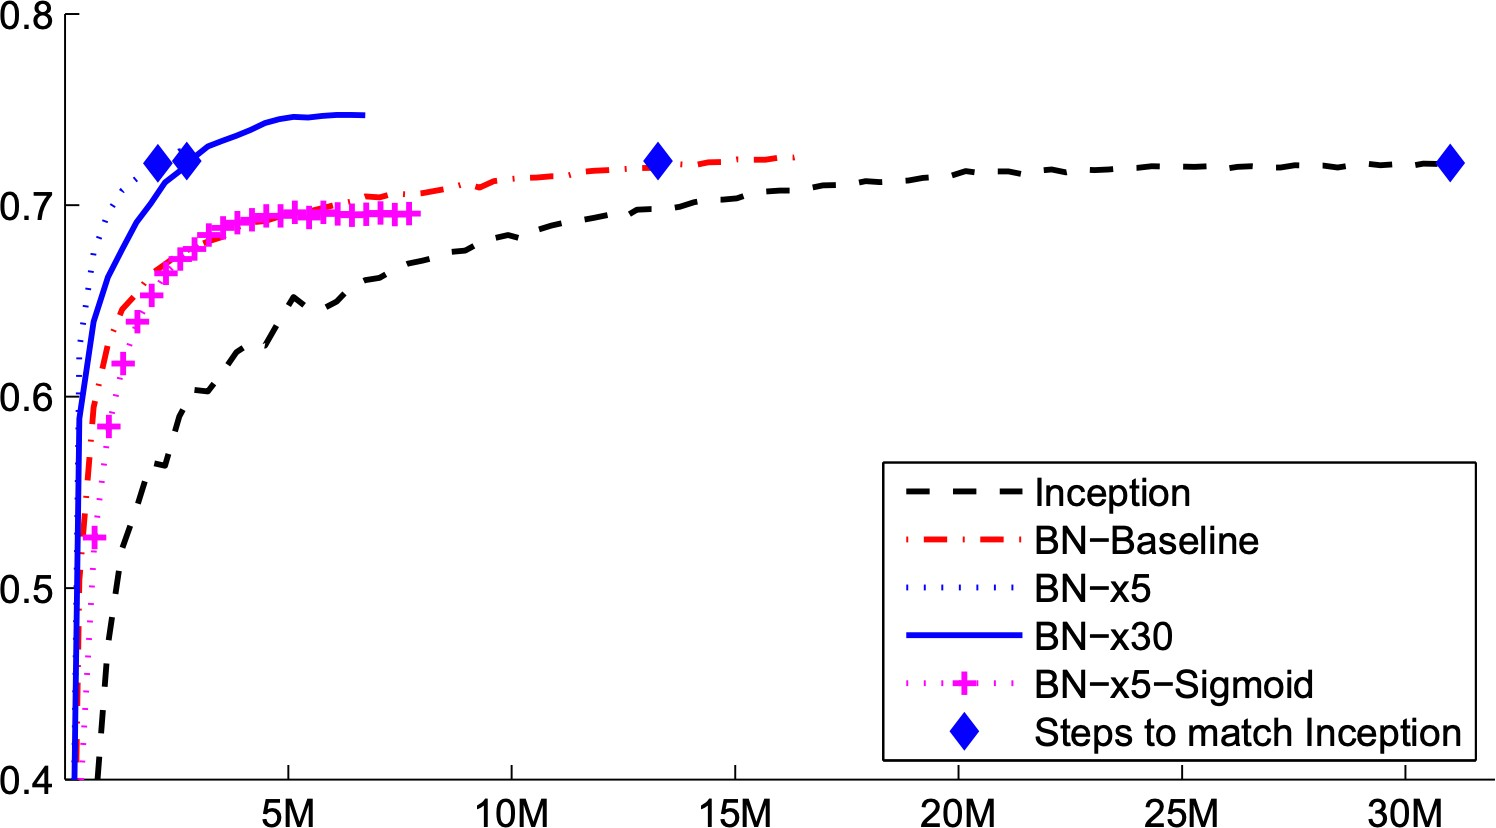 0.8
0.7
0.6
0.5
0.4
5M 10M 15M 20M 25M 30M
Inception
BN−Baseline
BN−x5
BN−x30
BN−x5−Sigmoid
Steps to match Inception